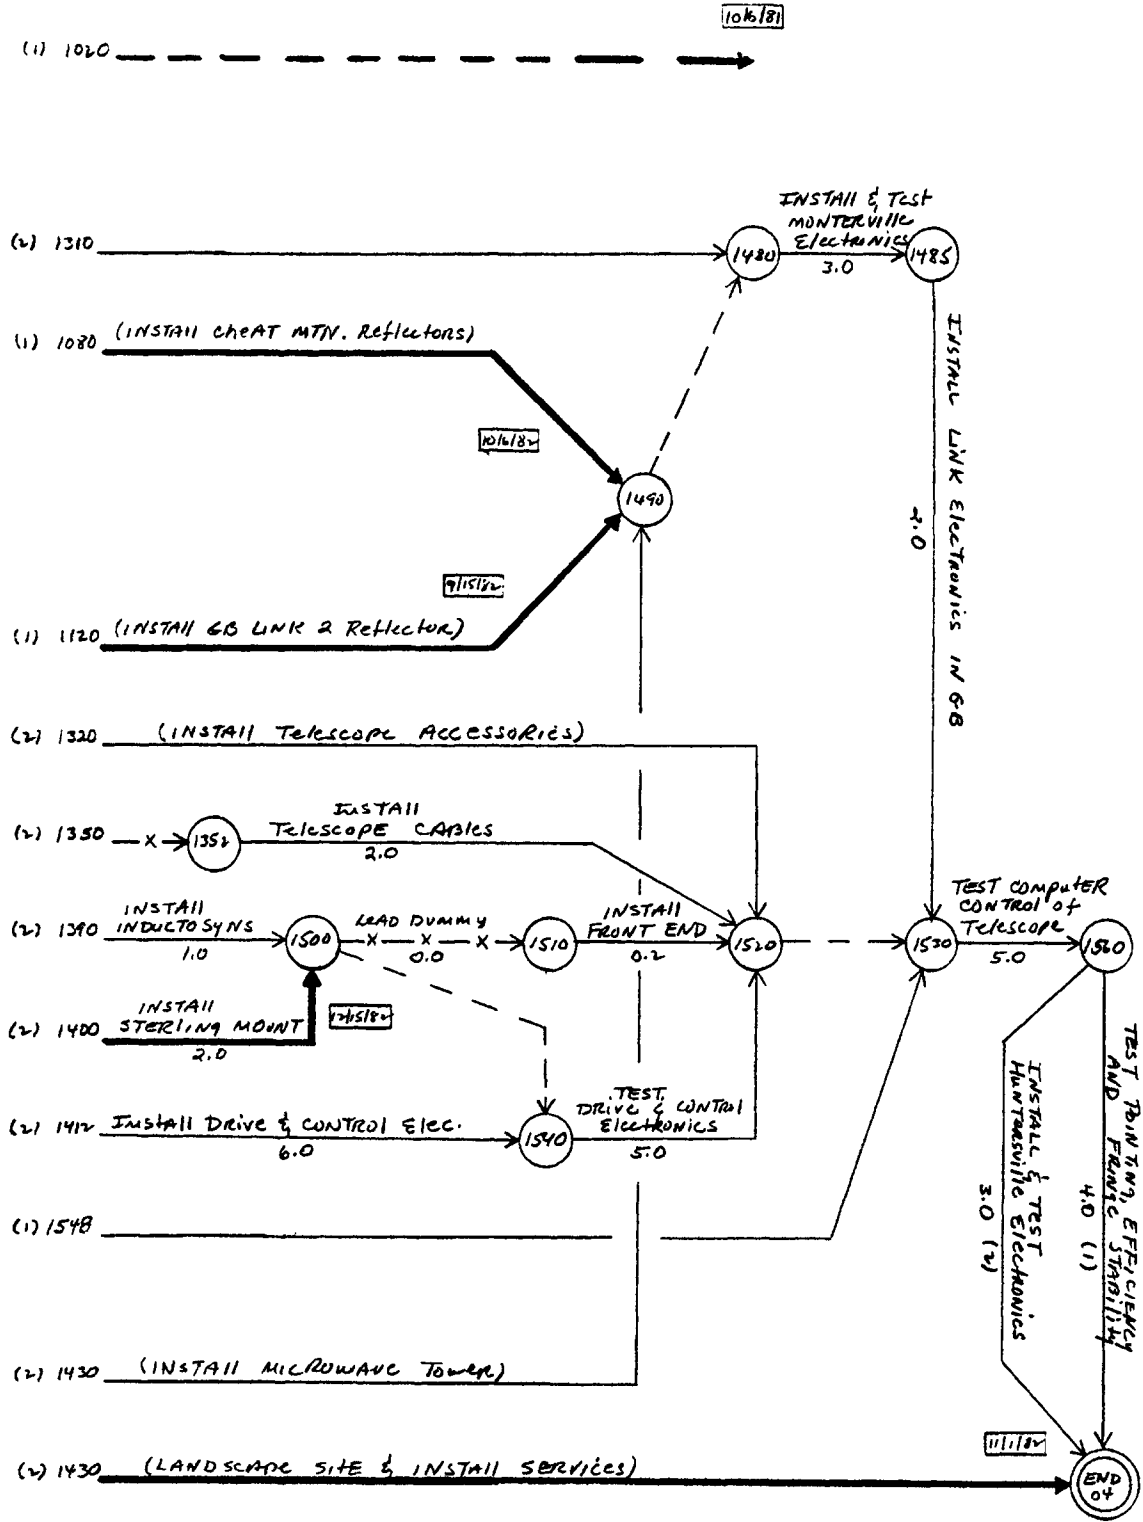 10/6/81
(1) 1020
INSTALL & Test
MONTERVILLE
Electronics
(2) 1310
1480
3.0
1485
(1) 1080 (INSTALL CheAT MTN. Reflectors)
10/6/82
1490
INSTALL LINK Electronics IN GB
2.0
9/15/82
(1) 1120 (INSTALL GB LINK 2 Reflector)
(2) 1320 (INSTALL Telescope ACCESSORIES)
INSTALL
Telescope CABles
(2) 1350 X 1352
2.0
INSTALL
INDUCTOSYNS
(2) 1390
1.0
1500
LEAD DUMMY
X X X
0.0
1510
INSTALL
FRONT END
0.2
1520
1530
TEST COMPUTER
CONTROL of
Telescope
5.0
1560
INSTALL
STERLING MOUNT
(2) 1400
2.0
12/15/82
(2) 1412 INSTALL DRIVE & CONTROL Elec.
6.0
1540
TEST
DRIVE & CONTROL
Electronics
5.0
INSTALL & TEST
Huntersville Electronics
3.0 (2)
TEST POINTING, EFFICIENCY
AND FRINGE STABILITY
4.0 (1)
(1) 1548
(2) 1430 (INSTALL MICROWAVE TOWER)
11/1/82
(2) 1430 (LANDSCAPE SITE & INSTALL SERVICES)
END
04